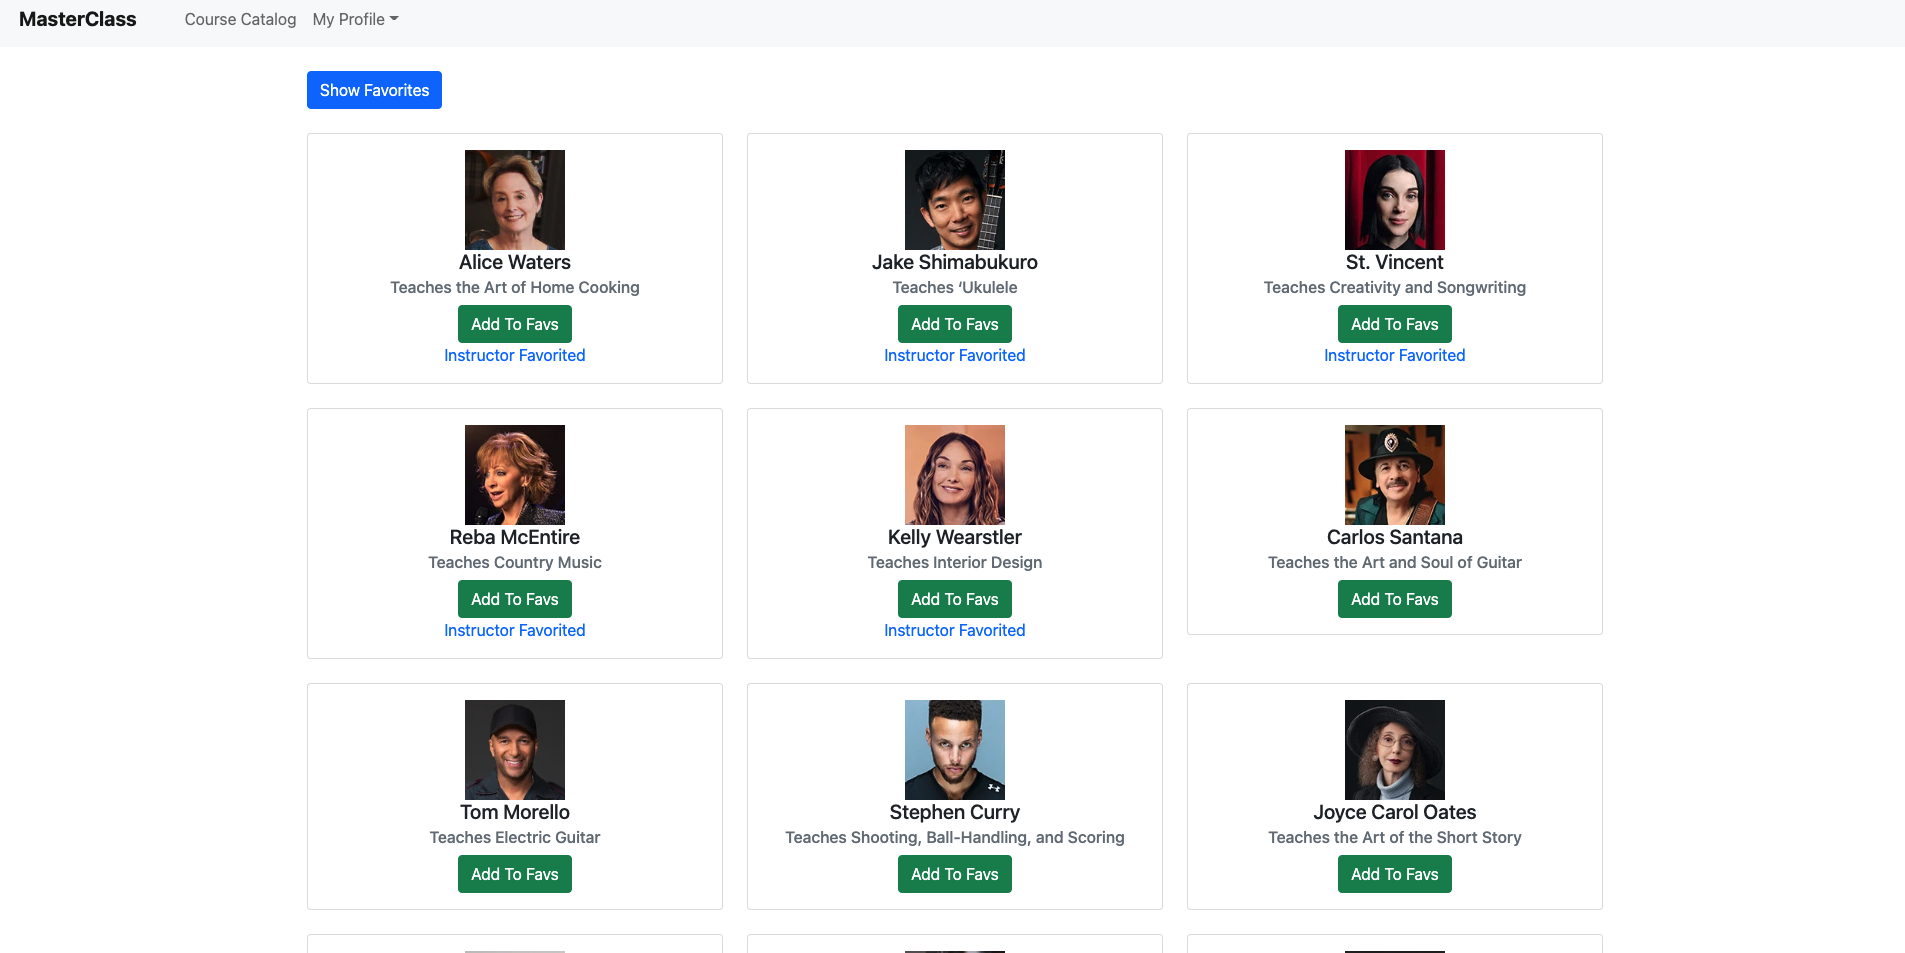 MasterClass
Course Catalog
My Profile
Show Favorites
Alice Waters
Teaches the Art of Home Cooking
Add To Favs
Instructor Favorited
Jake Shimabukuro
Teaches ‘Ukulele
Add To Favs
Instructor Favorited
St. Vincent
Teaches Creativity and Songwriting
Add To Favs
Instructor Favorited
Reba McEntire
Teaches Country Music
Add To Favs
Instructor Favorited
Kelly Wearstler
Teaches Interior Design
Add To Favs
Instructor Favorited
Carlos Santana
Teaches the Art and Soul of Guitar
Add To Favs
Tom Morello
Teaches Electric Guitar
Add To Favs
Stephen Curry
Teaches Shooting, Ball-Handling, and Scoring
Add To Favs
Joyce Carol Oates
Teaches the Art of the Short Story
Add To Favs